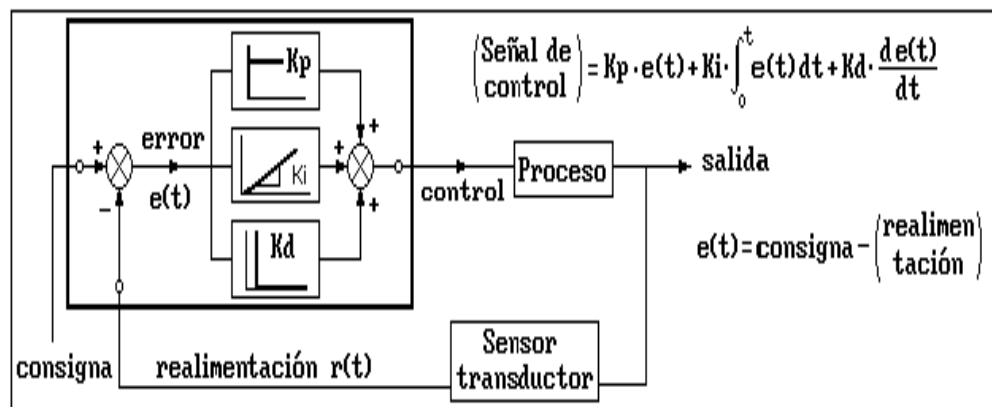 Kp
(Señal de control) = Kp·e(t)+Ki·∫₀ᵗ e(t)dt+Kd·de(t)/dt
error
+
+
+
Ki
e(t)
-
+
control
Proceso
salida
Kd
e(t)=consigna-(realimen
tación)
consigna
realimentación r(t)
Sensor
transductor